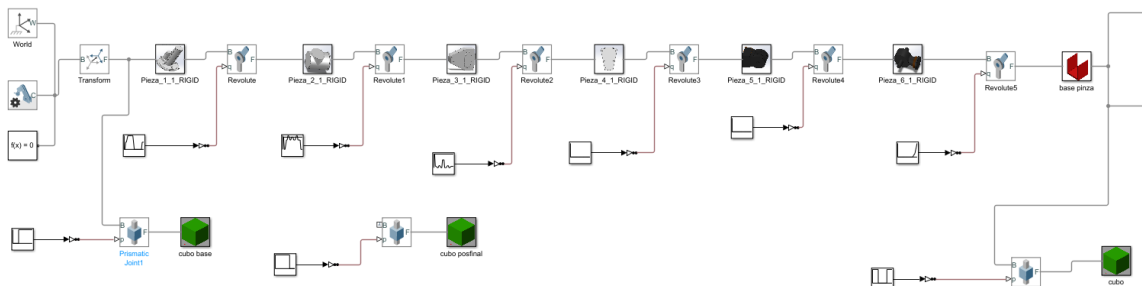 W
World
C
f(x) = 0
B F
Transform
Pieza_1_1_RIGID
B F
q
Revolute
Pieza_2_1_RIGID
B F
q
Revolute1
Pieza_3_1_RIGID
B F
q
Revolute2
Pieza_4_1_RIGID
B F
q
Revolute3
Pieza_5_1_RIGID
B F
q
Revolute4
Pieza_6_1_RIGID
B F
q
Revolute5
base pinza
B F
p
Prismatic
Joint1
cubo base
B F
p
cubo posfinal
B F
p
cubo